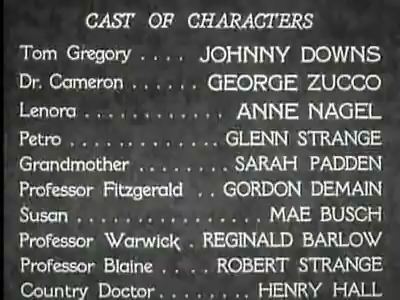 CAST OF CHARACTERS
Tom Gregory .... JOHNNY DOWNS
Dr. Cameron ...... GEORGE ZUCCO
Lenora ............ ANNE NAGEL
Petro ............. GLENN STRANGE
Grandmother ........ SARAH PADDEN
Professor Fitzgerald .. GORDON DEMAIN
Susan ................ MAE BUSCH
Professor Warwick . REGINALD BARLOW
Professor Blaine .... ROBERT STRANGE
Country Doctor ........ HENRY HALL